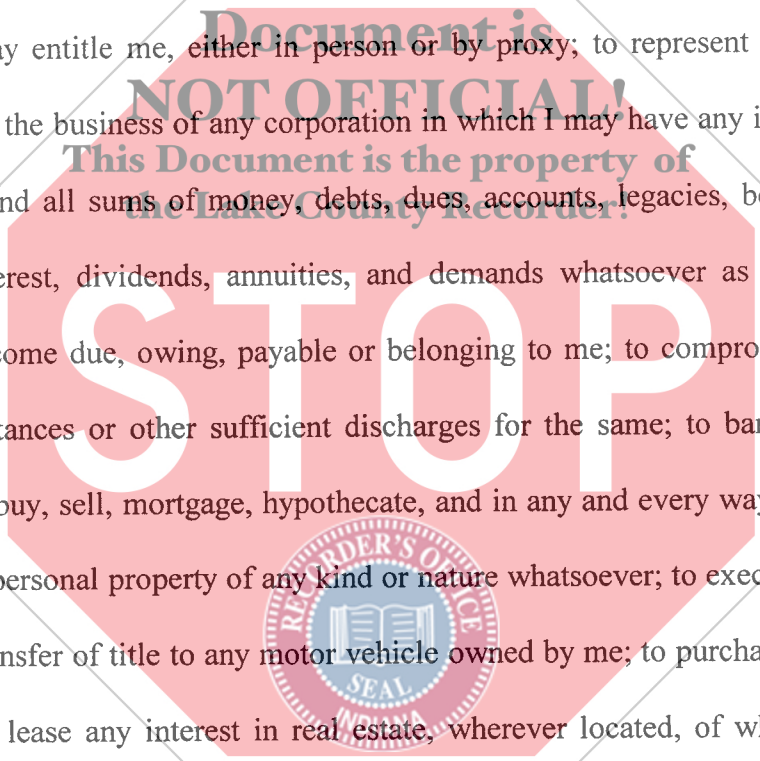 Document is
ay entitle me, either in person or by proxy; to represent
NOT OFFICIAL!
the business of any corporation in which I may have any i
This Document is the property of
nd all sums of money, debts, dues, accounts, legacies, be
the Lake County Recorder!
erest, dividends, annuities, and demands whatsoever as
STOP
come due, owing, payable or belonging to me; to compro
tances or other sufficient discharges for the same; to bar
buy, sell, mortgage, hypothecate, and in any and every way
personal property of any kind or nature whatsoever; to exec
RECORDER'S OFFICE
nsfer of title to any motor vehicle owned by me; to purcha
SEAL
INDIANA
lease any interest in real estate, wherever located, of wh